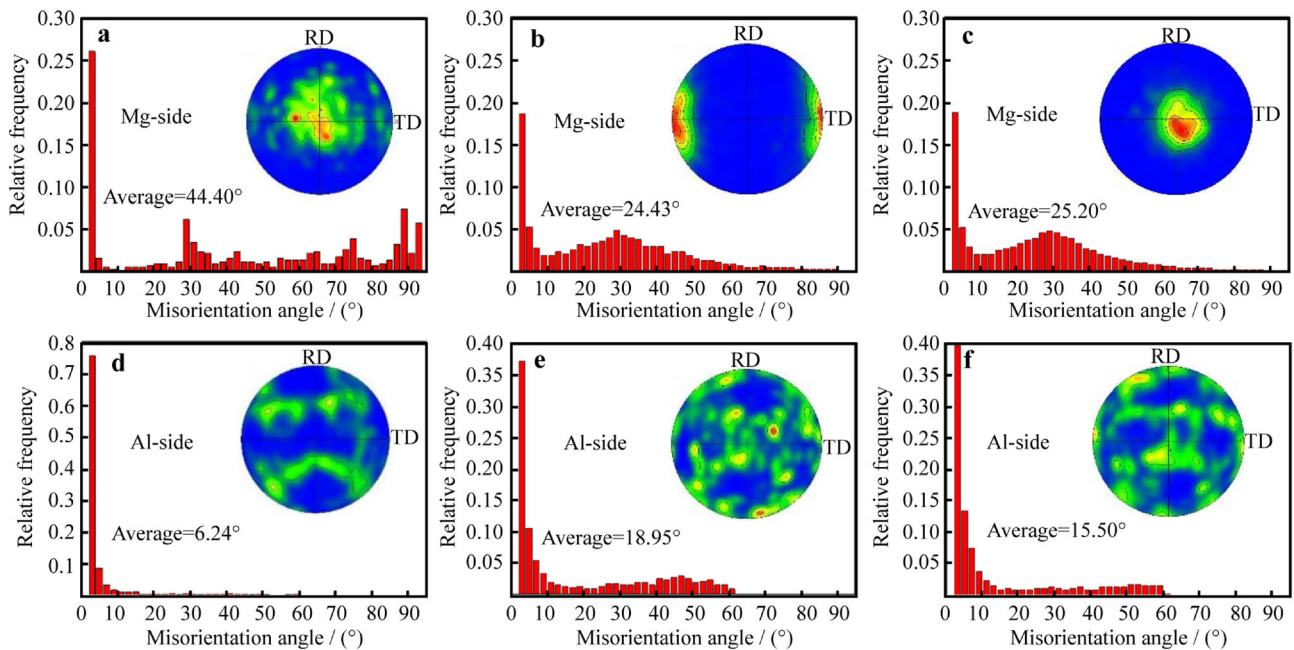 a
RD
TD
Mg-side
Average=44.40°
Relative frequency
0.30
0.25
0.20
0.15
0.10
0.05
0 10 20 30 40 50 60 70 80 90
Misorientation angle / (°)
b
RD
TD
Mg-side
Average=24.43°
Relative frequency
0.30
0.25
0.20
0.15
0.10
0.05
0 10 20 30 40 50 60 70 80 90
Misorientation angle / (°)
c
RD
TD
Mg-side
Average=25.20°
Relative frequency
0.30
0.25
0.20
0.15
0.10
0.05
0 10 20 30 40 50 60 70 80 90
Misorientation angle / (°)
d
RD
TD
Al-side
Average=6.24°
Relative frequency
0.8
0.7
0.6
0.5
0.4
0.3
0.2
0.1
0 10 20 30 40 50 60 70 80 90
Misorientation angle / (°)
e
RD
TD
Al-side
Average=18.95°
Relative frequency
0.40
0.35
0.30
0.25
0.20
0.15
0.10
0.05
0 10 20 30 40 50 60 70 80 90
Misorientation angle / (°)
f
RD
TD
Al-side
Average=15.50°
Relative frequency
0.40
0.35
0.30
0.25
0.20
0.15
0.10
0.05
0 10 20 30 40 50 60 70 80 90
Misorientation angle / (°)